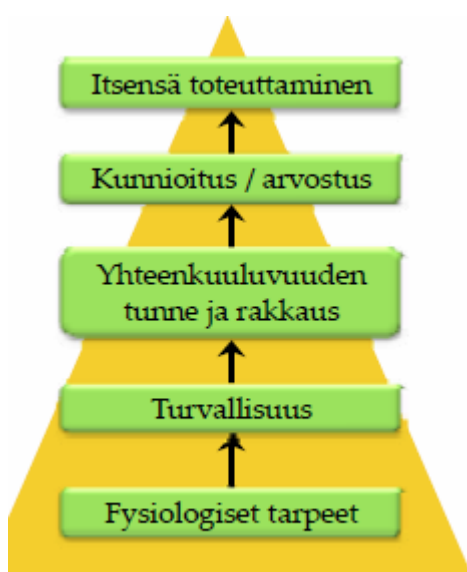 Itsensä toteuttaminen
Kunnioitus / arvostus
Yhteenkuuluvuuden
tunne ja rakkaus
Turvallisuus
Fysiologiset tarpeet